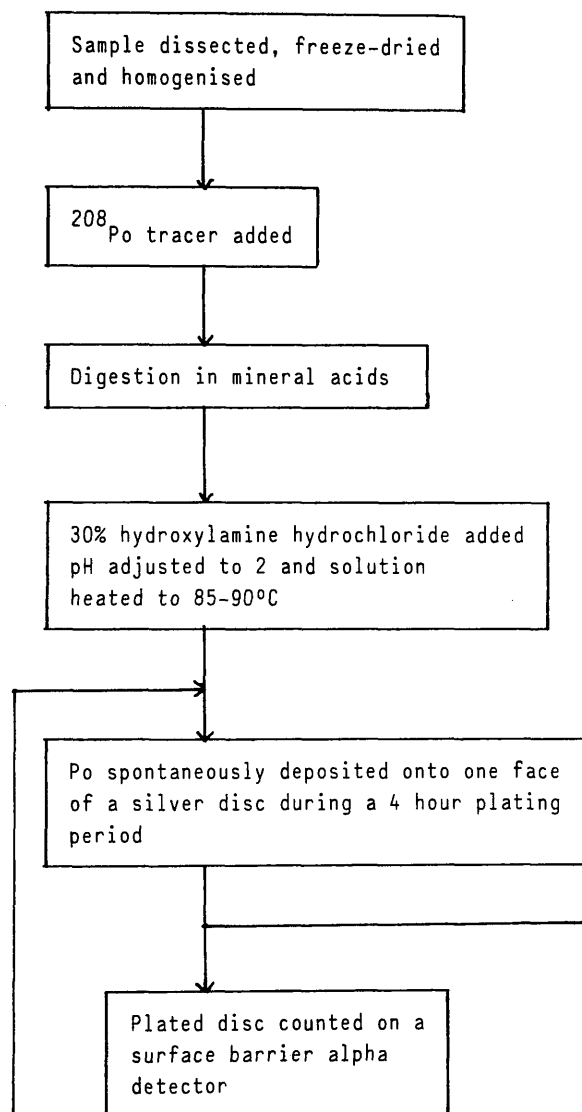 Sample dissected, freeze-dried
and homogenised
208Po tracer added
Digestion in mineral acids
30% hydroxylamine hydrochloride added
pH adjusted to 2 and solution
heated to 85-90ºC
Po spontaneously deposited onto one face
of a silver disc during a 4 hour plating
period
Plated disc counted on a
surface barrier alpha
detector